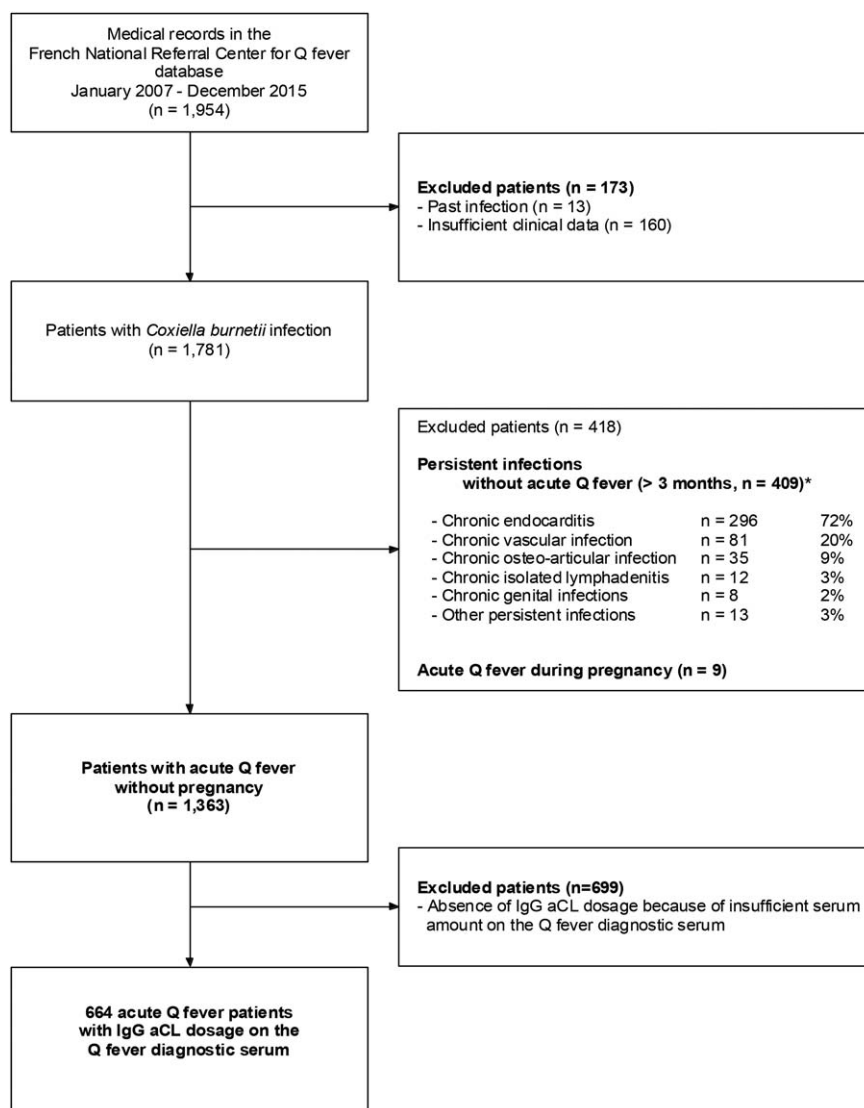 Medical records in the
French National Referral Center for Q fever
database
January 2007 - December 2015
(n = 1,954)
Excluded patients (n = 173)
- Past infection (n = 13)
- Insufficient clinical data (n = 160)
Patients with Coxiella burnetii infection
(n = 1,781)
Excluded patients (n = 418)
Persistent infections
without acute Q fever (> 3 months, n = 409)*
- Chronic endocarditis n = 296 72%
- Chronic vascular infection n = 81 20%
- Chronic osteo-articular infection n = 35 9%
- Chronic isolated lymphadenitis n = 12 3%
- Chronic genital infections n = 8 2%
- Other persistent infections n = 13 3%
Acute Q fever during pregnancy (n = 9)
Patients with acute Q fever
without pregnancy
(n = 1,363)
Excluded patients (n=699)
- Absence of IgG aCL dosage because of insufficient serum
amount on the Q fever diagnostic serum
664 acute Q fever patients
with IgG aCL dosage on the
Q fever diagnostic serum